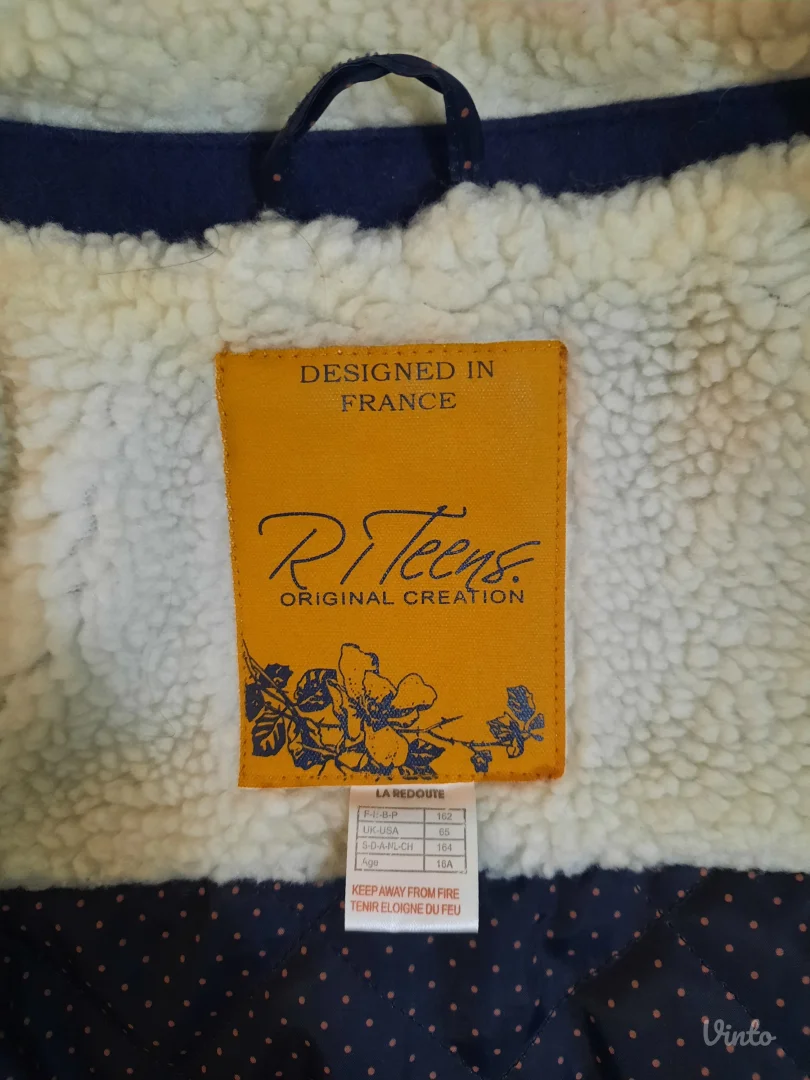 DESIGNED IN
FRANCE
R i Teens.
ORiGINAL CREATION
LA REDOUTE
F-I-B-P 162
UK-USA 65
S-D-A-NL-CH 164
Age 16A
KEEP AWAY FROM FIRE
TENIR ELOIGNE DU FEU
Vinto